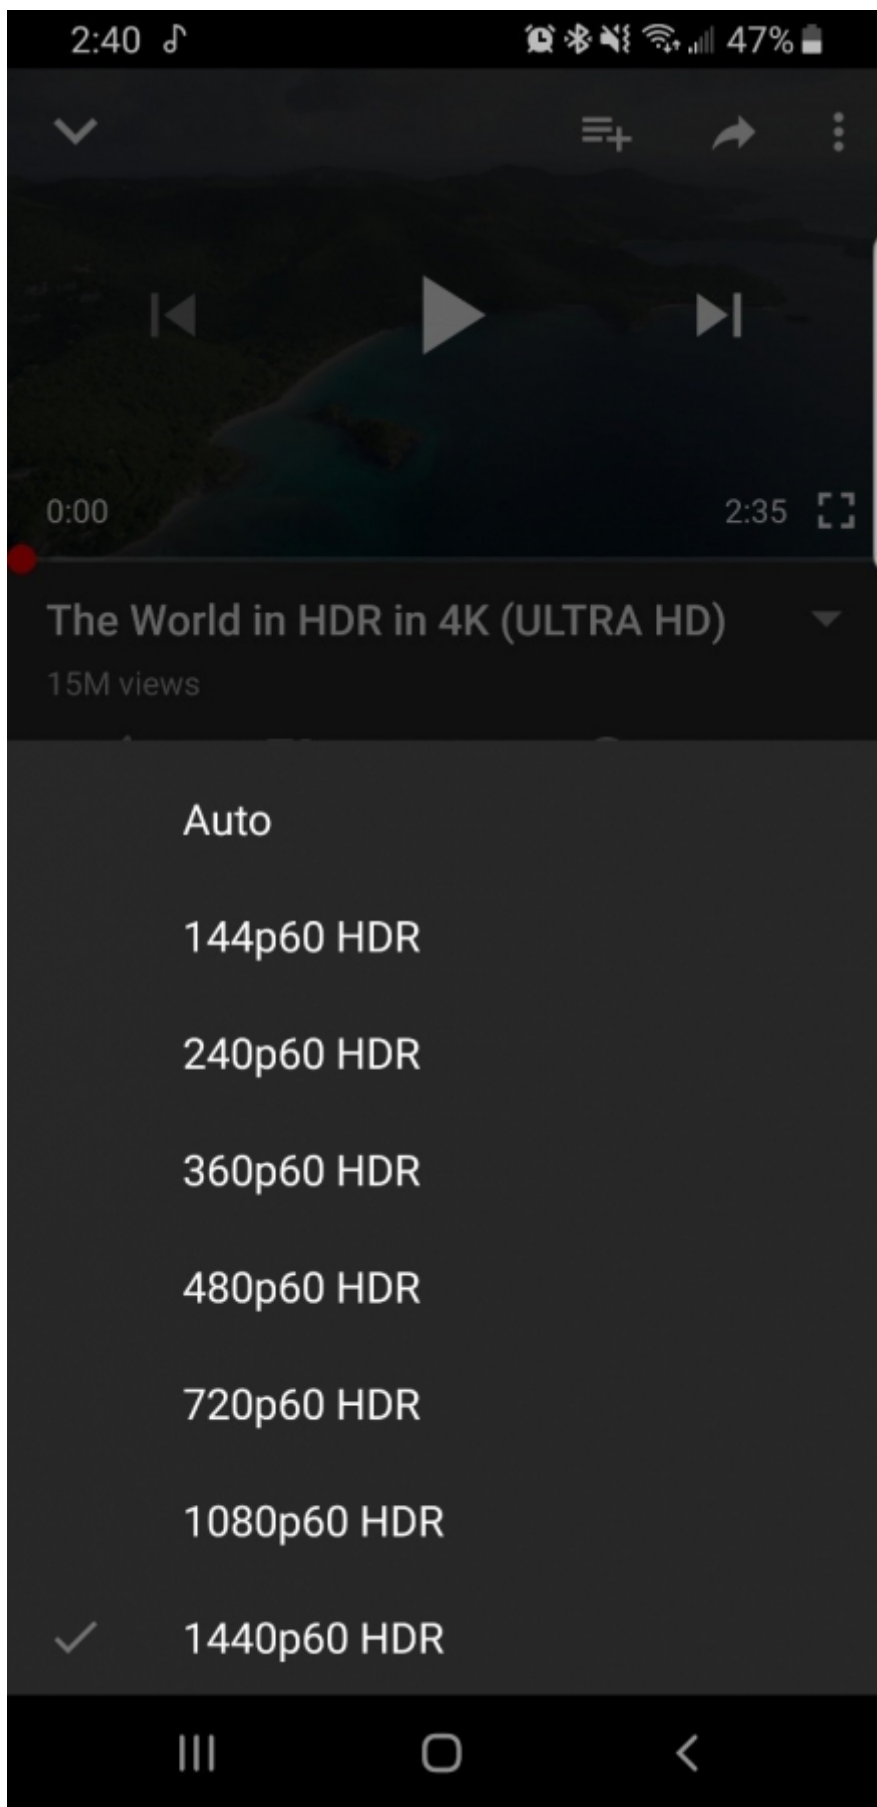 2:40 47%
0:00 2:35
The World in HDR in 4K (ULTRA HD)
15M views
Auto
144p60 HDR
240p60 HDR
360p60 HDR
480p60 HDR
720p60 HDR
1080p60 HDR
1440p60 HDR